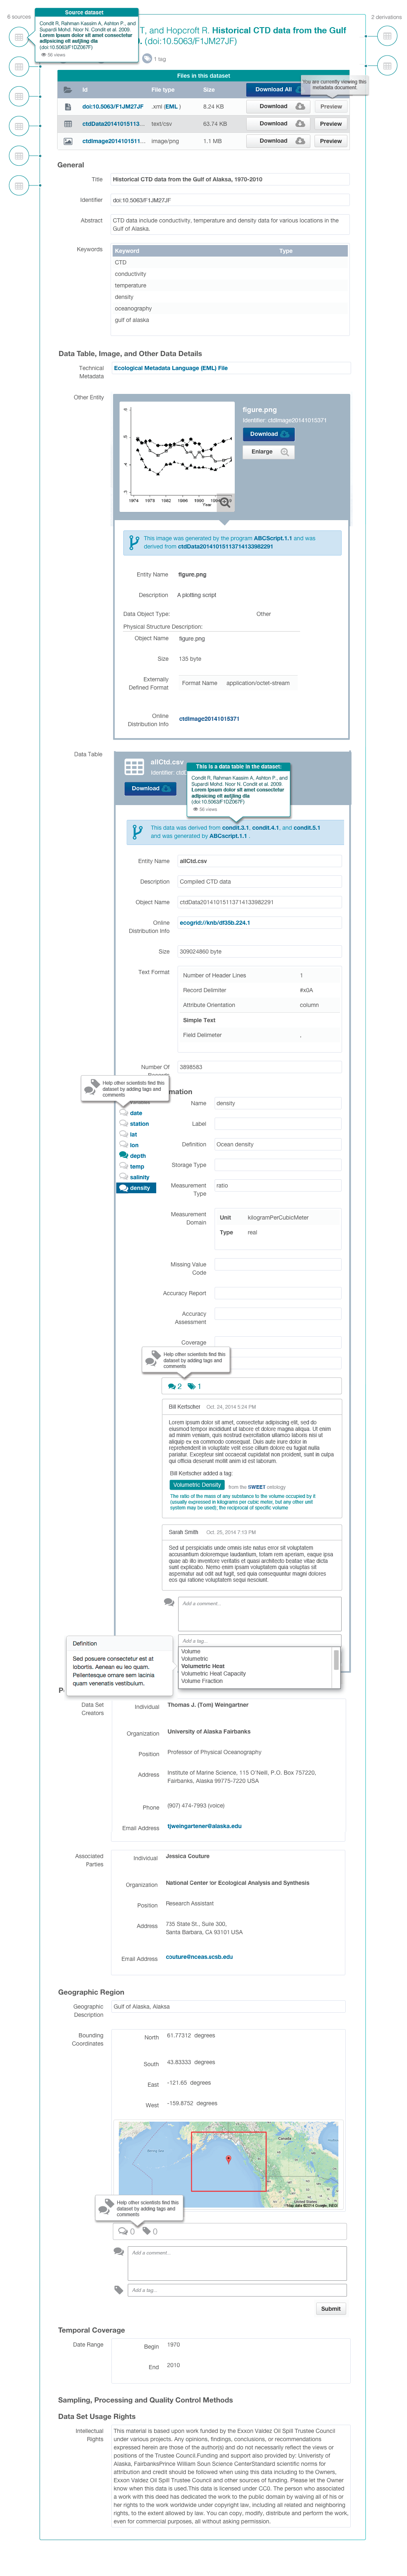 6 sources
Source dataset
Condit R, Rahman Kassim A, Ashton P., and
Supardi Mohd. Noor N. Condit et al. 2009.
Lorem ipsum dolor sit amet consectetur
adipiscing elt autjling dia
(doi:10.5063/F1DZ067F)
56 views
2 derivations
T, and Hopcroft R. Historical CTD data from the Gulf
(doi:10.5063/F1JM27JF)
1 tag
Files in this dataset
You are currently viewing this
metadata document.
Id File type Size Download All
doi:10.5063/F1JM27JF .xml (EML ) 8.24 KB Download Preview
ctdData20141015113... text/csv 63.74 KB Download Preview
ctdImage2014101511... image/png 1.1 MB Download Preview
General
Title Historical CTD data from the Gulf of Alaksa, 1970-2010
Identifier doi:10.5063/F1JM27JF
Abstract CTD data include conductity, temperature and density data for various locations in the
Gulf of Alaska.
Keywords Keyword Type
CTD
conductivity
temperature
density
oceanography
gulf of alaska
Data Table, Image, and Other Data Details
Technical
Metadata
Ecological Metadata Language (EML) File
Other Entity
figure.png
Identifier: ctdImage20141015371
Download
Enlarge
1974 1978 1982 1986 1990 1994
Year
This image was generated by the program ABCScript.1.1 and was
derived from ctdData20141015113714133982291
Entity Name figure.png
Description A plotting script
Data Object Type: Other
Physical Structure Description:
Object Name figure.png
Size 135 byte
Externally
Defined Format
Format Name application/octet-stream
Online
Distribution Info
ctdImage20141015371
Data Table
allCtd.csv
Identifier: ctd
Download
This is a data table in the dataset:
Condit R, Rahman Kassim A, Ashton P., and
Supardi Mohd. Noor N. Condit et al. 2009.
Lorem ipsum dolor sit amet consectetur
adipiscing elt autjling dia
(doi:10.5063/F1DZ067F)
56 views
This data was derived from condit.3.1, condit.4.1, and condit.5.1
and was generated by ABCscript.1.1 .
Entity Name allCtd.csv
Description Compiled CTD data
Object Name ctdData20141015113714133982291
Online
Distribution Info
ecogrid://knb/df35b.224.1
Size 309024860 byte
Text Format
Number of Header Lines 1
Record Delimiter #x0A
Attribute Orientation column
Simple Text
Field Delimeter ,
Number Of
3898583
Help other scientists find this
dataset by adding tags and
comments
mation
date
station
lat
lon
depth
temp
salinity
density
Name density
Label
Definition Ocean density
Storage Type
Measurement
Type
ratio
Measurement
Domain
Unit kilogramPerCubicMeter
Type real
Missing Value
Code
Accuracy Report
Accuracy
Assessment
Coverage
Help other scientists find this
dataset by adding tags and
comments
2 1
Bill Kertscher Oct. 24, 2014 5:24 PM
Lorem ipsum dolor sit amet, consectetur adipisicing elit, sed do
eiusmod tempor incididunt ut labore et dolore magna aliqua. Ut enim
ad minim veniam, quis nostrud exercitation ullamco laboris nisi ut
aliquip ex ea commodo consequat. Duis aute irure dolor in
reprehenderit in voluptate velit esse cillum dolore eu fugiat nulla
pariatur. Excepteur sint occaecat cupidatat non proident, sunt in culpa
qui officia deserunt mollit anim id est laborum.
Bill Kertscher added a tag:
Volumetric Density from the SWEET ontology
The ratio of the mass of any substance to the volume occupied by it
(usually expressed in kilograms per cubic meter, but any other unit
system may be used); the reciprocal of specific volume
Sarah Smith Oct. 25, 2014 7:13 PM
Sed ut perspiciatis unde omnis iste natus error sit voluptatem
accusantium doloremque laudantium, totam rem aperiam, eaque ipsa
quae ab illo inventore veritatis et quasi architecto beatae vitae dicta
sunt explicabo. Nemo enim ipsam voluptatem quia voluptas sit
aspernatur aut odit aut fugit, sed quia consequuntur magni dolores
eos qui ratione voluptatem sequi nesciunt.
Add a comment...
Add a tag...
Volume
Volumetric
Volumetric Heat
Volumetric Heat Capacity
Volume Fraction
Definition
Sed posuere consectetur est at
lobortis. Aenean eu leo quam.
Pellentesque ornare sem lacinia
quam venenatis vestibulum.
Data Set
Creators
Individual Thomas J. (Tom) Weingartner
Organization University of Alaska Fairbanks
Position Professor of Physical Oceanography
Address Institute of Marine Science, 115 O'Neill, P.O. Box 757220,
Fairbanks, Alaska 99775-7220 USA
Phone (907) 474-7993 (voice)
Email Address tjweingartener@alaska.edu
Associated
Parties
Individual Jessica Couture
Organization National Center for Ecological Analysis and Synthesis
Position Research Assistant
Address 735 State St., Suite 300,
Santa Barbara, CA 93101 USA
Email Address couture@nceas.ucsb.edu
Geographic Region
Geographic
Description
Gulf of Alaska, Alaksa
Bounding
Coordinates
North 61.77312 degrees
South 43.83333 degrees
East -121.65 degrees
West -159.8752 degrees
Canada
United States
Map data ©2014 Google, INEGI
Help other scientists find this
dataset by adding tags and
comments
0 0
Add a comment...
Add a tag...
Submit
Temporal Coverage
Date Range Begin 1970
End 2010
Sampling, Processing and Quality Control Methods
Data Set Usage Rights
Intellectual
Rights
This material is based upon work funded by the Exxon Valdez Oil Spill Trustee Council
under various projects. Any opinions, findings, conclusions, or recommendations
expressed herein are those of the author(s) and do not necessarily reflect the views or
positions of the Trustee Council.Funding and support also provided by: Univeristy of
Alaska, FairbanksPrince William Soun Science CenterStandard scientific norms for
attribution and credit should be followed when using this data including to the Owners,
Exxon Valdez Oil Spill Trustee Council and other sources of funding. Please let the Owner
know when this data is used.This data is licensed under CC0. The person who associated
a work with this deed has dedicated the work to the public domain by waiving all of his
or her rights to the work worldwide under copyright law, including all related and neighboring
rights, to the extent allowed by law. You can copy, modify, distribute and perform the work,
even for commercial purposes, all without asking permission.